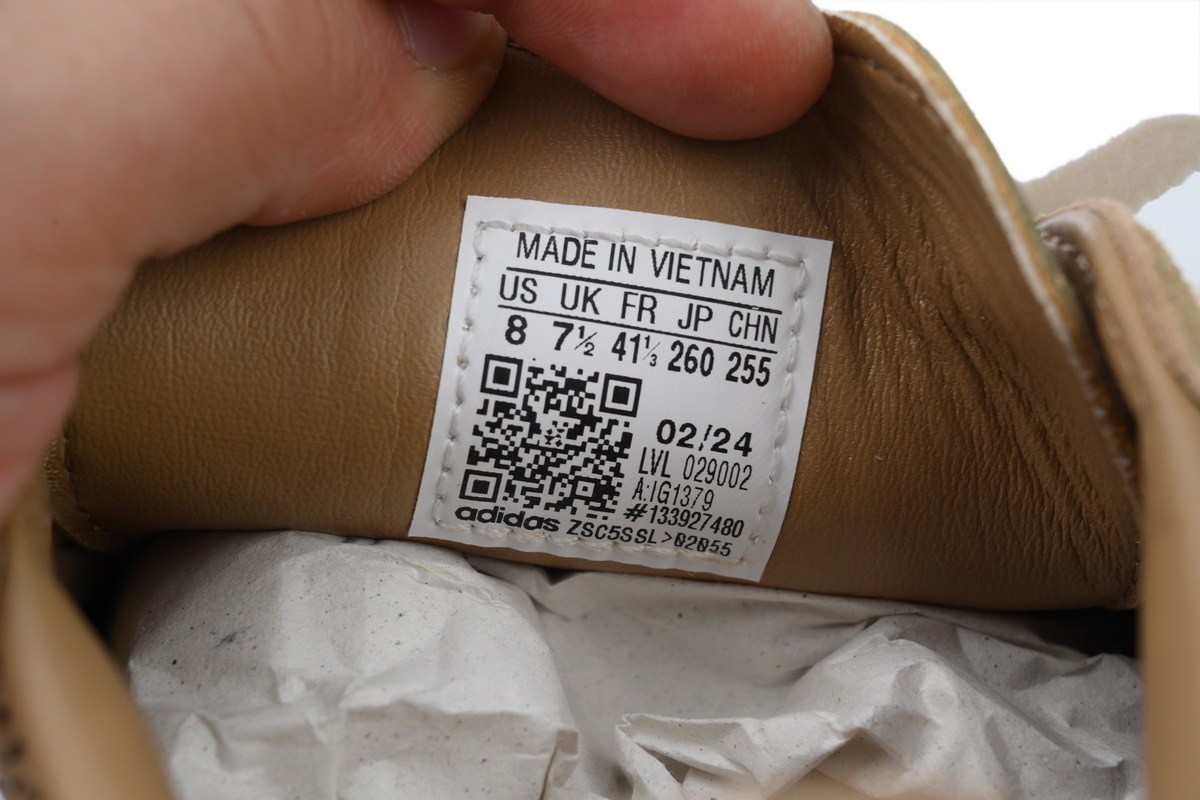 MADE IN VIETNAM
US UK FR JP CHN
8 7½ 41⅓ 260 255
02/24
LVL 029002
A:IG1379
#133927480
adidas ZSC5SSL>02055